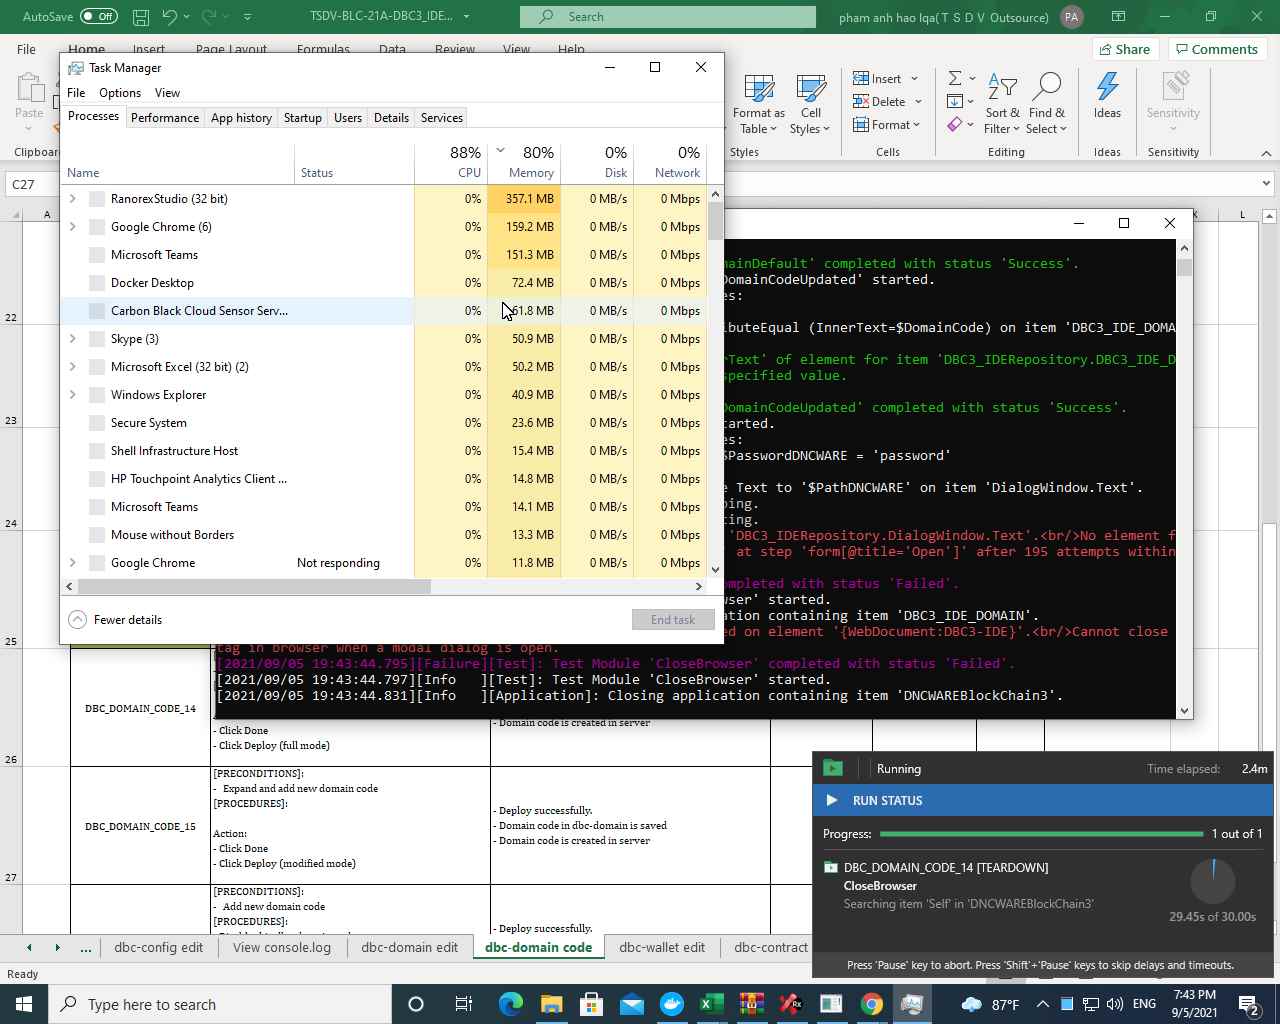 AutoSave Off TSDV-BLC-21A-DBC3_IDE... Search pham anh hao lqa(ＴＳＤＶ Outsource) PA
File Home Insert Page Layout Formulas Data Review View Help Share Comments
Paste
Clipboard
Format as Table
Cell Styles
Styles
Insert
Delete
Format
Cells
Sort & Filter
Find & Select
Editing
Ideas
Ideas
Sensitivity
Sensitivity
C27
A L
22
23
24
25
26
27
Task Manager
File Options View
Processes Performance App history Startup Users Details Services
88% 80% 0% 0%
Name Status CPU Memory Disk Network
RanorexStudio (32 bit) 0% 357.1 MB 0 MB/s 0 Mbps
Google Chrome (6) 0% 159.2 MB 0 MB/s 0 Mbps
Microsoft Teams 0% 151.3 MB 0 MB/s 0 Mbps
Docker Desktop 0% 72.4 MB 0 MB/s 0 Mbps
Carbon Black Cloud Sensor Serv... 0% 61.8 MB 0 MB/s 0 Mbps
Skype (3) 0% 50.9 MB 0 MB/s 0 Mbps
Microsoft Excel (32 bit) (2) 0% 50.2 MB 0 MB/s 0 Mbps
Windows Explorer 0% 40.9 MB 0 MB/s 0 Mbps
Secure System 0% 23.6 MB 0 MB/s 0 Mbps
Shell Infrastructure Host 0% 15.4 MB 0 MB/s 0 Mbps
HP Touchpoint Analytics Client ... 0% 14.8 MB 0 MB/s 0 Mbps
Microsoft Teams 0% 14.1 MB 0 MB/s 0 Mbps
Mouse without Borders 0% 13.3 MB 0 MB/s 0 Mbps
Google Chrome Not responding 0% 11.8 MB 0 MB/s 0 Mbps
Fewer details End task
mainDefault' completed with status 'Success'.
DomainCodeUpdated' started.
es:
ibuteEqual (InnerText=$DomainCode) on item 'DBC3_IDE_DOMA
rText' of element for item 'DBC3_IDERepository.DBC3_IDE_D
specified value.
DomainCodeUpdated' completed with status 'Success'.
tarted.
es:
$PasswordDNCWARE = 'password'
e Text to '$PathDNCWARE' on item 'DialogWindow.Text'.
ping.
ting.
'DBC3_IDERepository.DialogWindow.Text'.<br/>No element f
at step 'form[@title='Open']' after 195 attempts within
ompleted with status 'Failed'.
wser' started.
ation containing item 'DBC3_IDE_DOMAIN'.
ed on element '{WebDocument:DBC3-IDE}'.<br/>Cannot close
tag in browser when a modal dialog is open.
[2021/09/05 19:43:44.795][Failure][Test]: Test Module 'CloseBrowser' completed with status 'Failed'.
[2021/09/05 19:43:44.797][Info   ][Test]: Test Module 'CloseBrowser' started.
[2021/09/05 19:43:44.831][Info   ][Application]: Closing application containing item 'DNCWAREBlockChain3'.
DBC_DOMAIN_CODE_14
- Click Done
- Click Deploy (full mode)
- Domain code is created in server
DBC_DOMAIN_CODE_15
[PRECONDITIONS]:
- Expand and add new domain code
[PROCEDURES]:
Action:
- Click Done
- Click Deploy (modified mode)
- Deploy successfully.
- Domain code in dbc-domain is saved
- Domain code is created in server
[PRECONDITIONS]:
- Add new domain code
[PROCEDURES]:
- Deploy successfully.
Running Time elapsed: 2.4m
RUN STATUS
Progress: 1 out of 1
DBC_DOMAIN_CODE_14 [TEARDOWN]
CloseBrowser
Searching item 'Self' in 'DNCWAREBlockChain3'
29.45s of 30.00s
Press 'Pause' key to abort. Press 'Shift'+'Pause' keys to skip delays and timeouts.
... dbc-config edit View console.log dbc-domain edit dbc-domain code dbc-wallet edit dbc-contract
Ready
Type here to search
87°F ENG 7:43 PM
9/5/2021
2